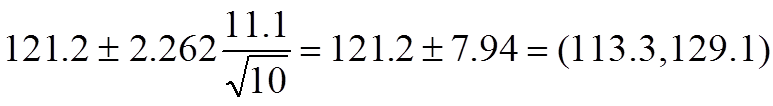 121.2 ± 2.262 11.1/√10 = 121.2 ± 7.94 = (113.3,129.1)